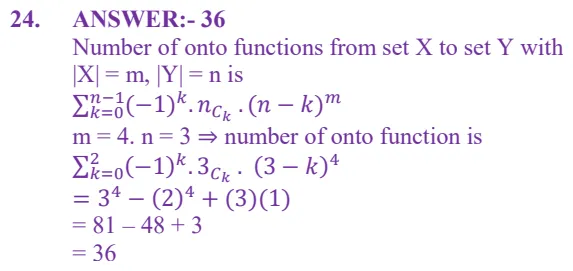 24. ANSWER:- 36
Number of onto functions from set X to set Y with
|X| = m, |Y| = n is
∑_{k=0}^{n−1}(−1)^k. n_{C_k} . (n − k)^m
m = 4. n = 3 ⇒ number of onto function is
∑_{k=0}^{2}(−1)^k. 3_{C_k} . (3 − k)^4
= 3^4 − (2)^4 + (3)(1)
= 81 – 48 + 3
= 36